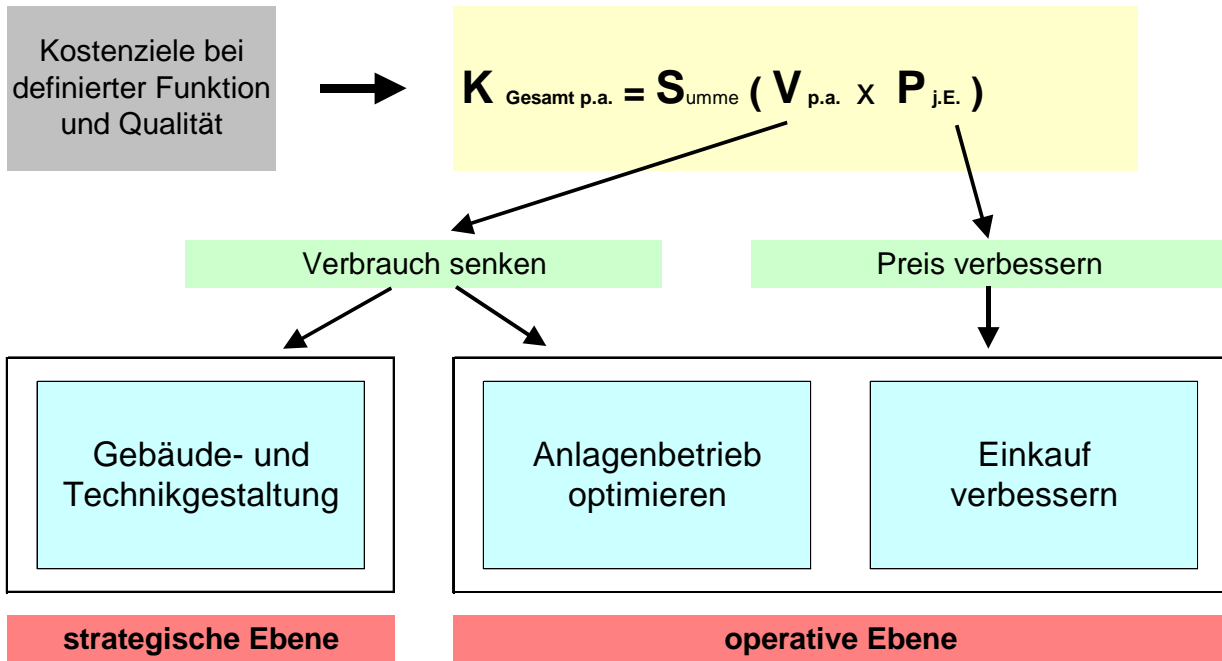 Kostenziele bei
definierter Funktion
und Qualität
K Gesamt p.a. = Summe ( V p.a. x P j.E. )
Verbrauch senken
Preis verbessern
Gebäude- und
Technikgestaltung
Anlagenbetrieb
optimieren
Einkauf
verbessern
strategische Ebene
operative Ebene